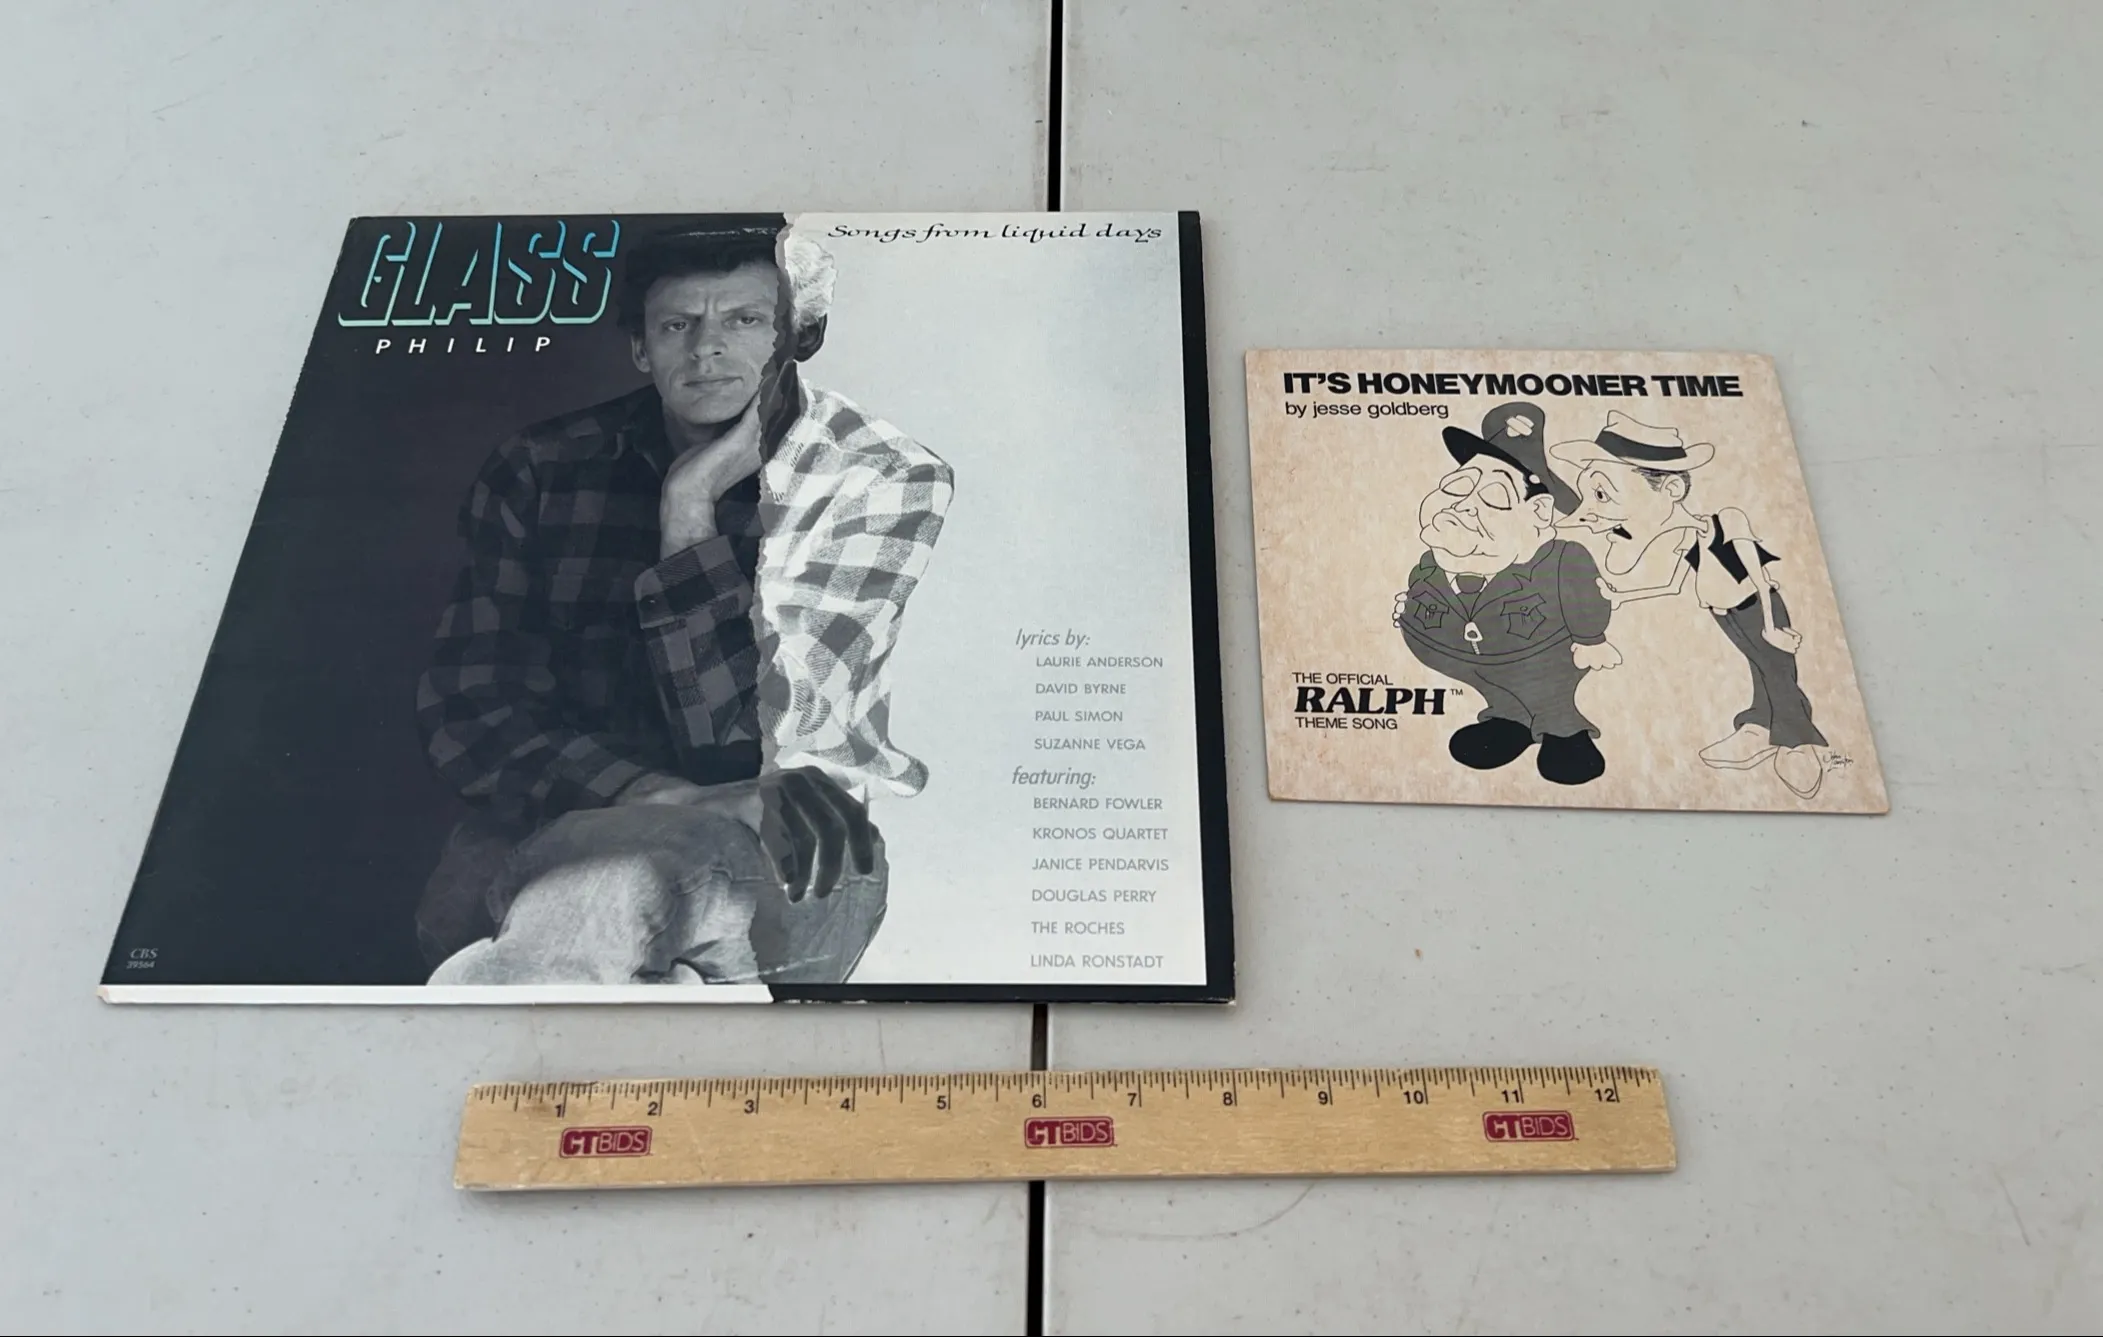 GLASS
PHILIP
Songs from liquid days
lyrics by:
LAURIE ANDERSON
DAVID BYRNE
PAUL SIMON
SUZANNE VEGA
featuring:
BERNARD FOWLER
KRONOS QUARTET
JANICE PENDARVIS
DOUGLAS PERRY
THE ROCHES
LINDA RONSTADT
CBS
39564
IT'S HONEYMOONER TIME
by jesse goldberg
THE OFFICIAL
RALPH™
THEME SONG
1 2 3 4 5 6 7 8 9 10 11 12
CTBIDS CTBIDS CTBIDS